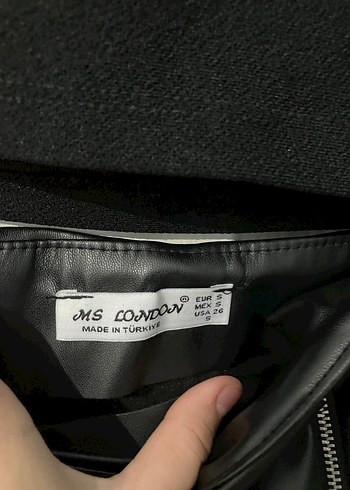 MS LONDON ®
MADE IN TÜRKİYE
EUR S
MEX S
USA 26
S